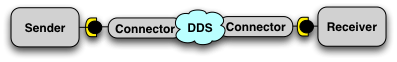 Sender
Connector
DDS
Connector
Receiver